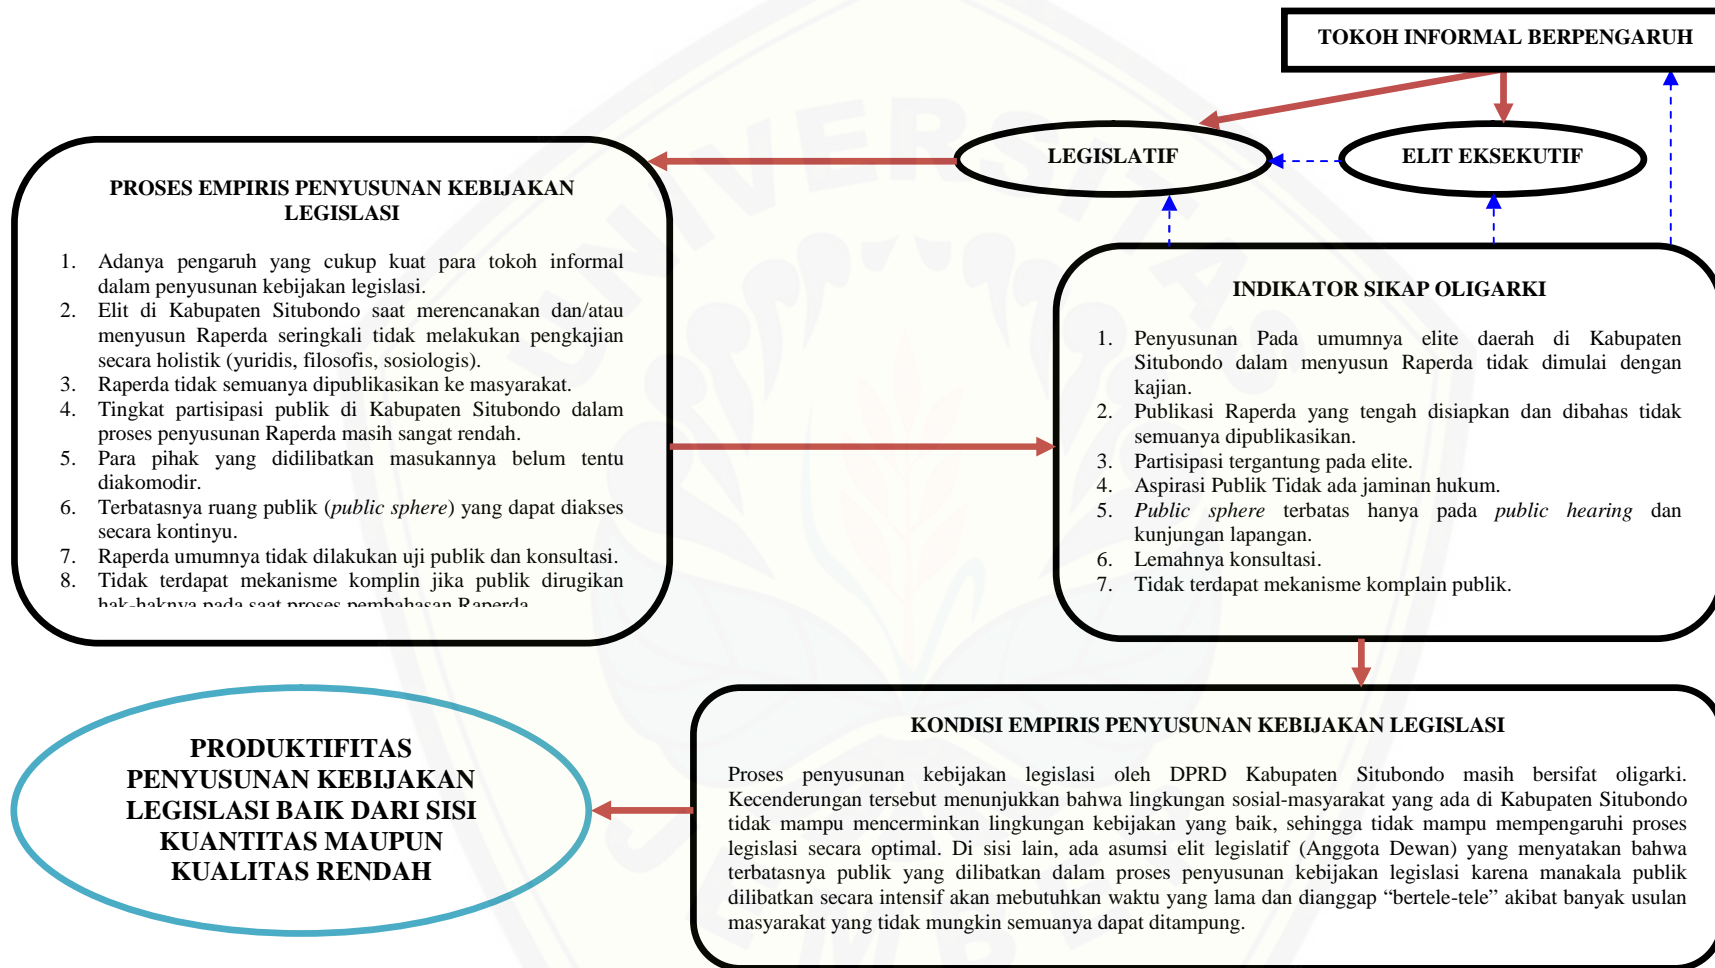 TOKOH INFORMAL BERPENGARUH
LEGISLATIF
ELIT EKSEKUTIF
PROSES EMPIRIS PENYUSUNAN KEBIJAKAN
LEGISLASI
1. Adanya pengaruh yang cukup kuat para tokoh informal
dalam penyusunan kebijakan legislasi.
2. Elit di Kabupaten Situbondo saat merencanakan dan/atau
menyusun Raperda seringkali tidak melakukan pengkajian
secara holistik (yuridis, filosofis, sosiologis).
3. Raperda tidak semuanya dipublikasikan ke masyarakat.
4. Tingkat partisipasi publik di Kabupaten Situbondo dalam
proses penyusunan Raperda masih sangat rendah.
5. Para pihak yang didilibatkan masukannya belum tentu
diakomodir.
6. Terbatasnya ruang publik (public sphere) yang dapat diakses
secara kontinyu.
7. Raperda umumnya tidak dilakukan uji publik dan konsultasi.
8. Tidak terdapat mekanisme komplin jika publik dirugikan
hak-haknya pada saat proses pembahasan Raperda
INDIKATOR SIKAP OLIGARKI
1. Penyusunan Pada umumnya elite daerah di Kabupaten
Situbondo dalam menyusun Raperda tidak dimulai dengan
kajian.
2. Publikasi Raperda yang tengah disiapkan dan dibahas tidak
semuanya dipublikasikan.
3. Partisipasi tergantung pada elite.
4. Aspirasi Publik Tidak ada jaminan hukum.
5. Public sphere terbatas hanya pada public hearing dan
kunjungan lapangan.
6. Lemahnya konsultasi.
7. Tidak terdapat mekanisme komplain publik.
KONDISI EMPIRIS PENYUSUNAN KEBIJAKAN LEGISLASI
Proses penyusunan kebijakan legislasi oleh DPRD Kabupaten Situbondo masih bersifat oligarki.
Kecenderungan tersebut menunjukkan bahwa lingkungan sosial-masyarakat yang ada di Kabupaten Situbondo
tidak mampu mencerminkan lingkungan kebijakan yang baik, sehingga tidak mampu mempengaruhi proses
legislasi secara optimal. Di sisi lain, ada asumsi elit legislatif (Anggota Dewan) yang menyatakan bahwa
terbatasnya publik yang dilibatkan dalam proses penyusunan kebijakan legislasi karena manakala publik
dilibatkan secara intensif akan mebutuhkan waktu yang lama dan dianggap “bertele-tele” akibat banyak usulan
masyarakat yang tidak mungkin semuanya dapat ditampung.
PRODUKTIFITAS
PENYUSUNAN KEBIJAKAN
LEGISLASI BAIK DARI SISI
KUANTITAS MAUPUN
KUALITAS RENDAH
UNIVERSITAS